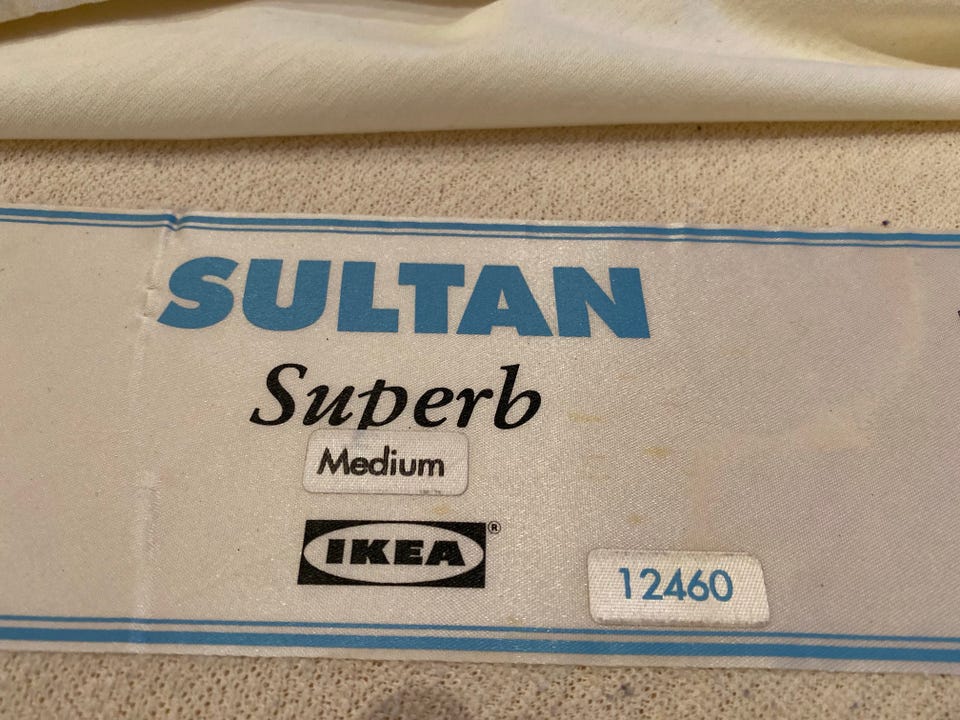 SULTAN
Superb
Medium
IKEA®
12460